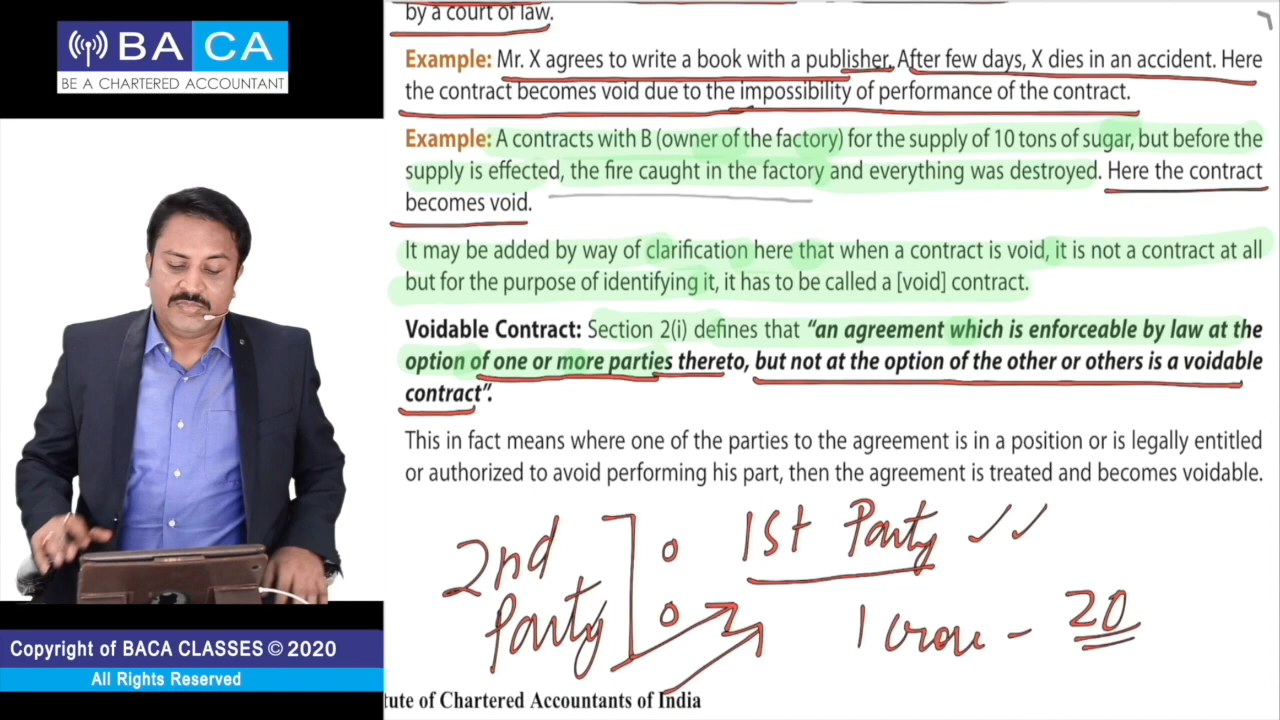 BA CA
BE A CHARTERED ACCOUNTANT
by a court of law.
Example: Mr. X agrees to write a book with a publisher. After few days, X dies in an accident. Here
the contract becomes void due to the impossibility of performance of the contract.
Example: A contracts with B (owner of the factory) for the supply of 10 tons of sugar, but before the
supply is effected, the fire caught in the factory and everything was destroyed. Here the contract
becomes void.
It may be added by way of clarification here that when a contract is void, it is not a contract at all
but for the purpose of identifying it, it has to be called a [void] contract.
Voidable Contract: Section 2(i) defines that “an agreement which is enforceable by law at the
option of one or more parties thereto, but not at the option of the other or others is a voidable
contract”.
This in fact means where one of the parties to the agreement is in a position or is legally entitled
or authorized to avoid performing his part, then the agreement is treated and becomes voidable.
1st Party
2nd
Party
1 crore - 20
Copyright of BACA CLASSES © 2020
All Rights Reserved
tute of Chartered Accountants of India